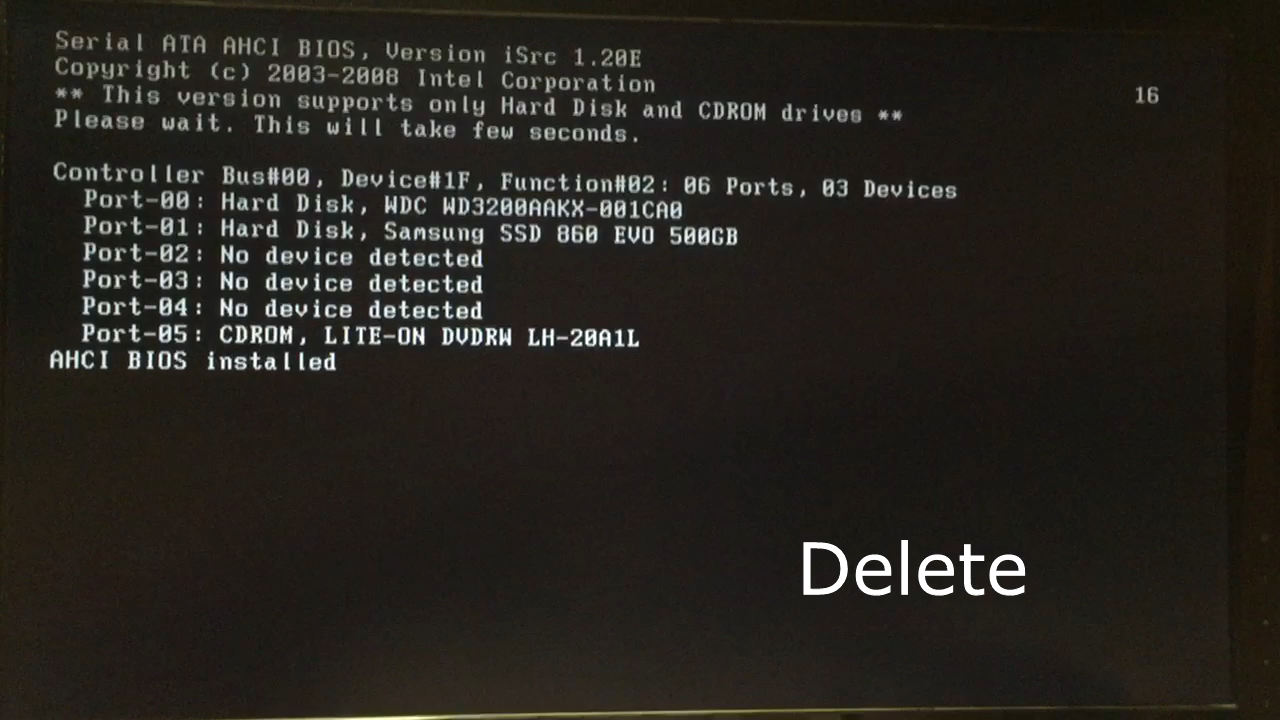 Serial ATA AHCI BIOS, Version iSrc 1.20E
Copyright (c) 2003-2008 Intel Corporation
** This version supports only Hard Disk and CDROM drives **
16
Please wait. This will take few seconds.
Controller Bus#00, Device#1F, Function#02: 06 Ports, 03 Devices
Port-00: Hard Disk, WDC WD3200AAKX-001CA0
Port-01: Hard Disk, Samsung SSD 860 EVO 500GB
Port-02: No device detected
Port-03: No device detected
Port-04: No device detected
Port-05: CDROM, LITE-ON DVDRW LH-20A1L
AHCI BIOS installed
Delete